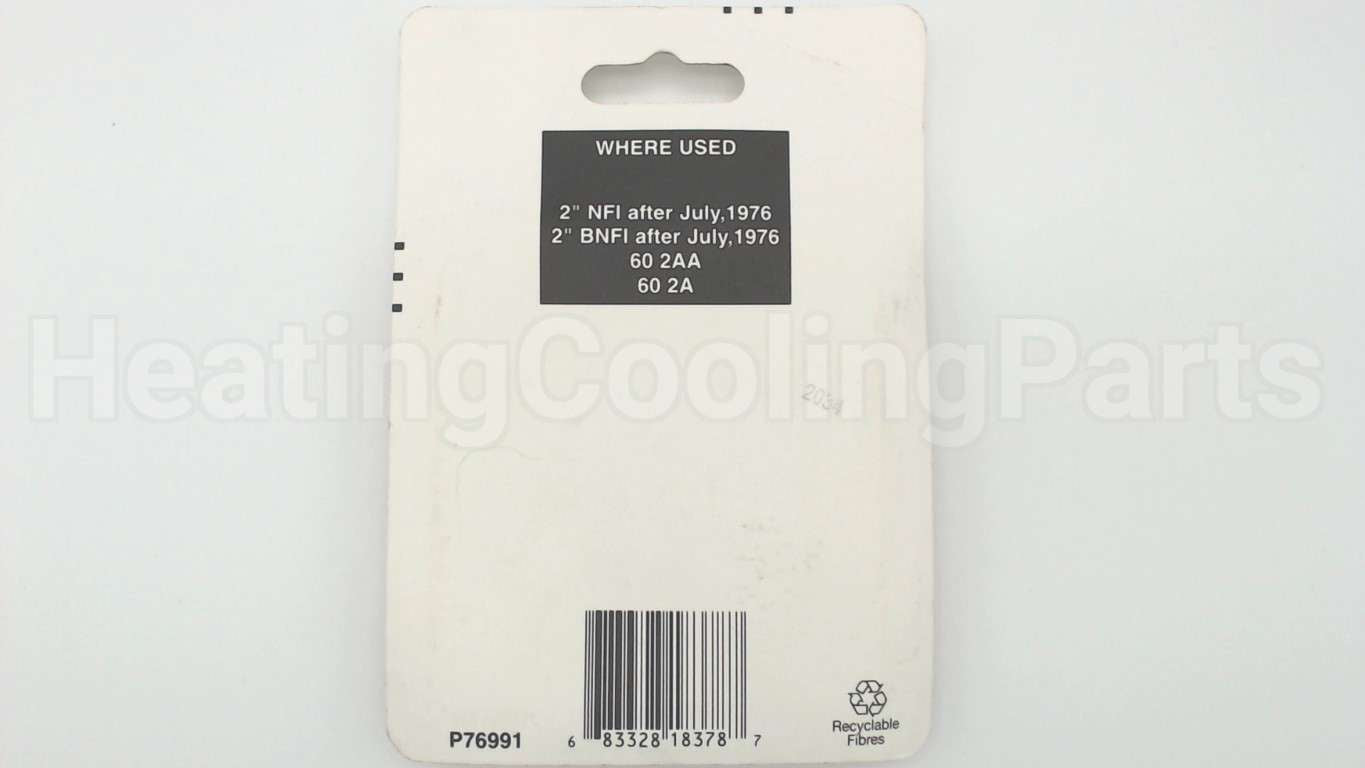 WHERE USED
2" NFI after July,1976
2" BNFI after July,1976
60 2AA
60 2A
HeatingCoolingParts
2034
P76991
6 83328 18378 7
Recyclable
Fibres